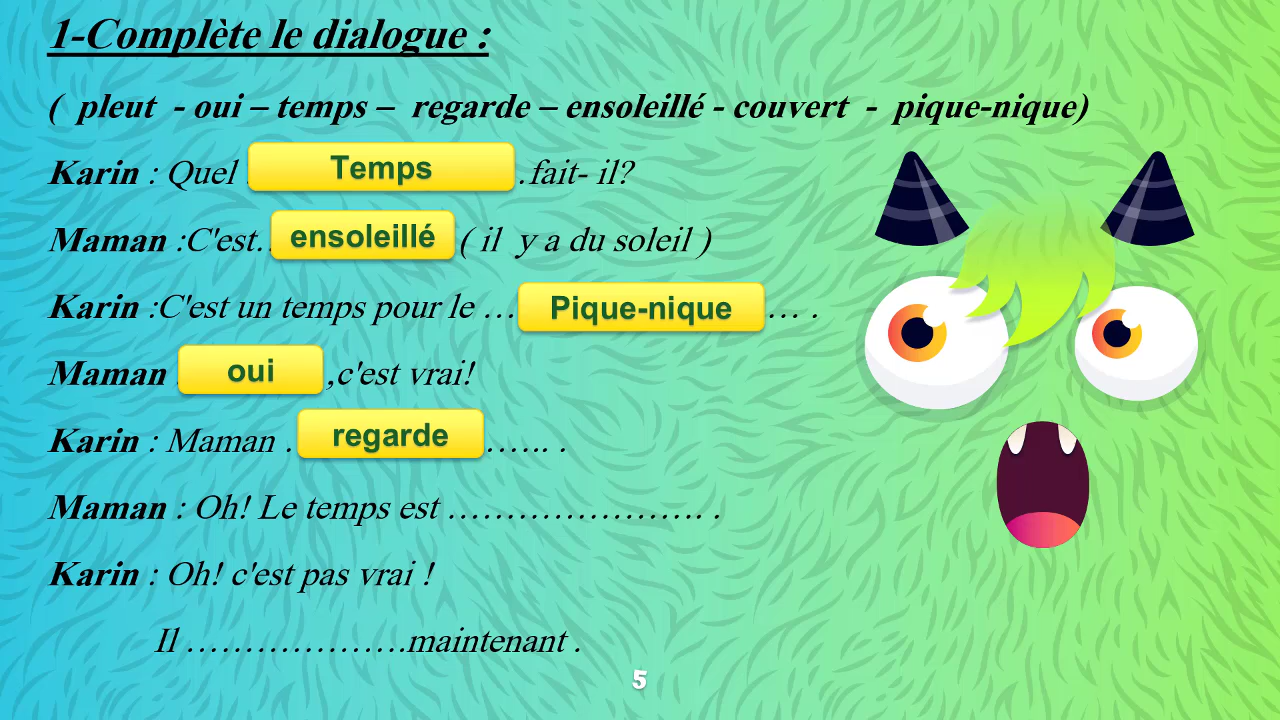 1-Complète le dialogue :
( pleut - oui – temps – regarde – ensoleillé - couvert - pique-nique)
Karin : Quel Temps .fait- il?
Maman :C'est. ensoleillé ( il y a du soleil )
Karin :C'est un temps pour le … Pique-nique … .
Maman oui ,c'est vrai!
Karin : Maman . regarde …... .
Maman : Oh! Le temps est …………………. .
Karin : Oh! c'est pas vrai !
Il ……………….maintenant .
5